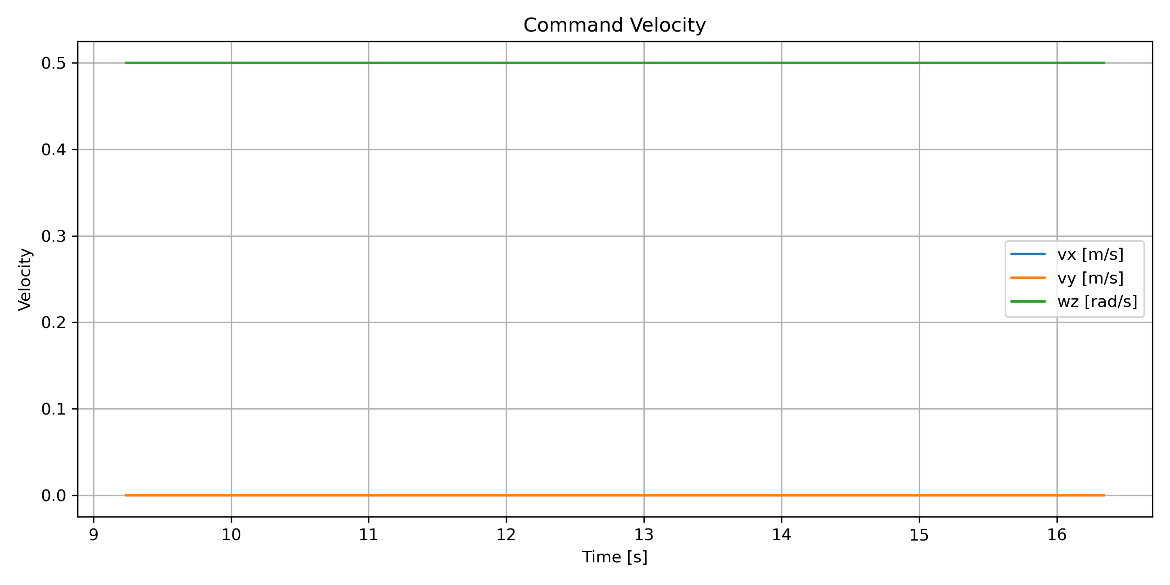 Command Velocity
0.5
0.4
0.3
0.2
0.1
0.0
Velocity
vx [m/s]
vy [m/s]
wz [rad/s]
9 10 11 12 13 14 15 16
Time [s]